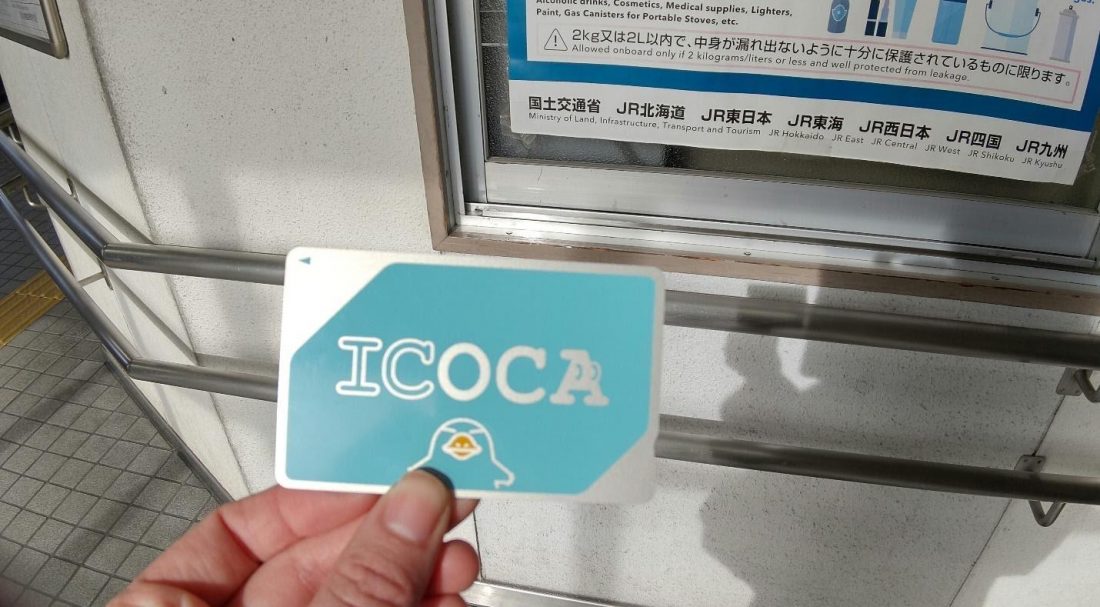 Alcoholic drinks, Cosmetics, Medical supplies, Lighters,
Paint, Gas Canisters for Portable Stoves, etc.
2kg又は2L以内で、中身が漏れ出ないように十分に保護されているものに限ります。
Allowed onboard only if 2 kilograms/liters or less and well protected from leakage.
国土交通省 JR北海道 JR東日本 JR東海 JR西日本 JR四国 JR九州
Ministry of Land, Infrastructure, Transport and Tourism JR Hokkaido JR East JR Central JR West JR Shikoku JR Kyushu
ICOCA